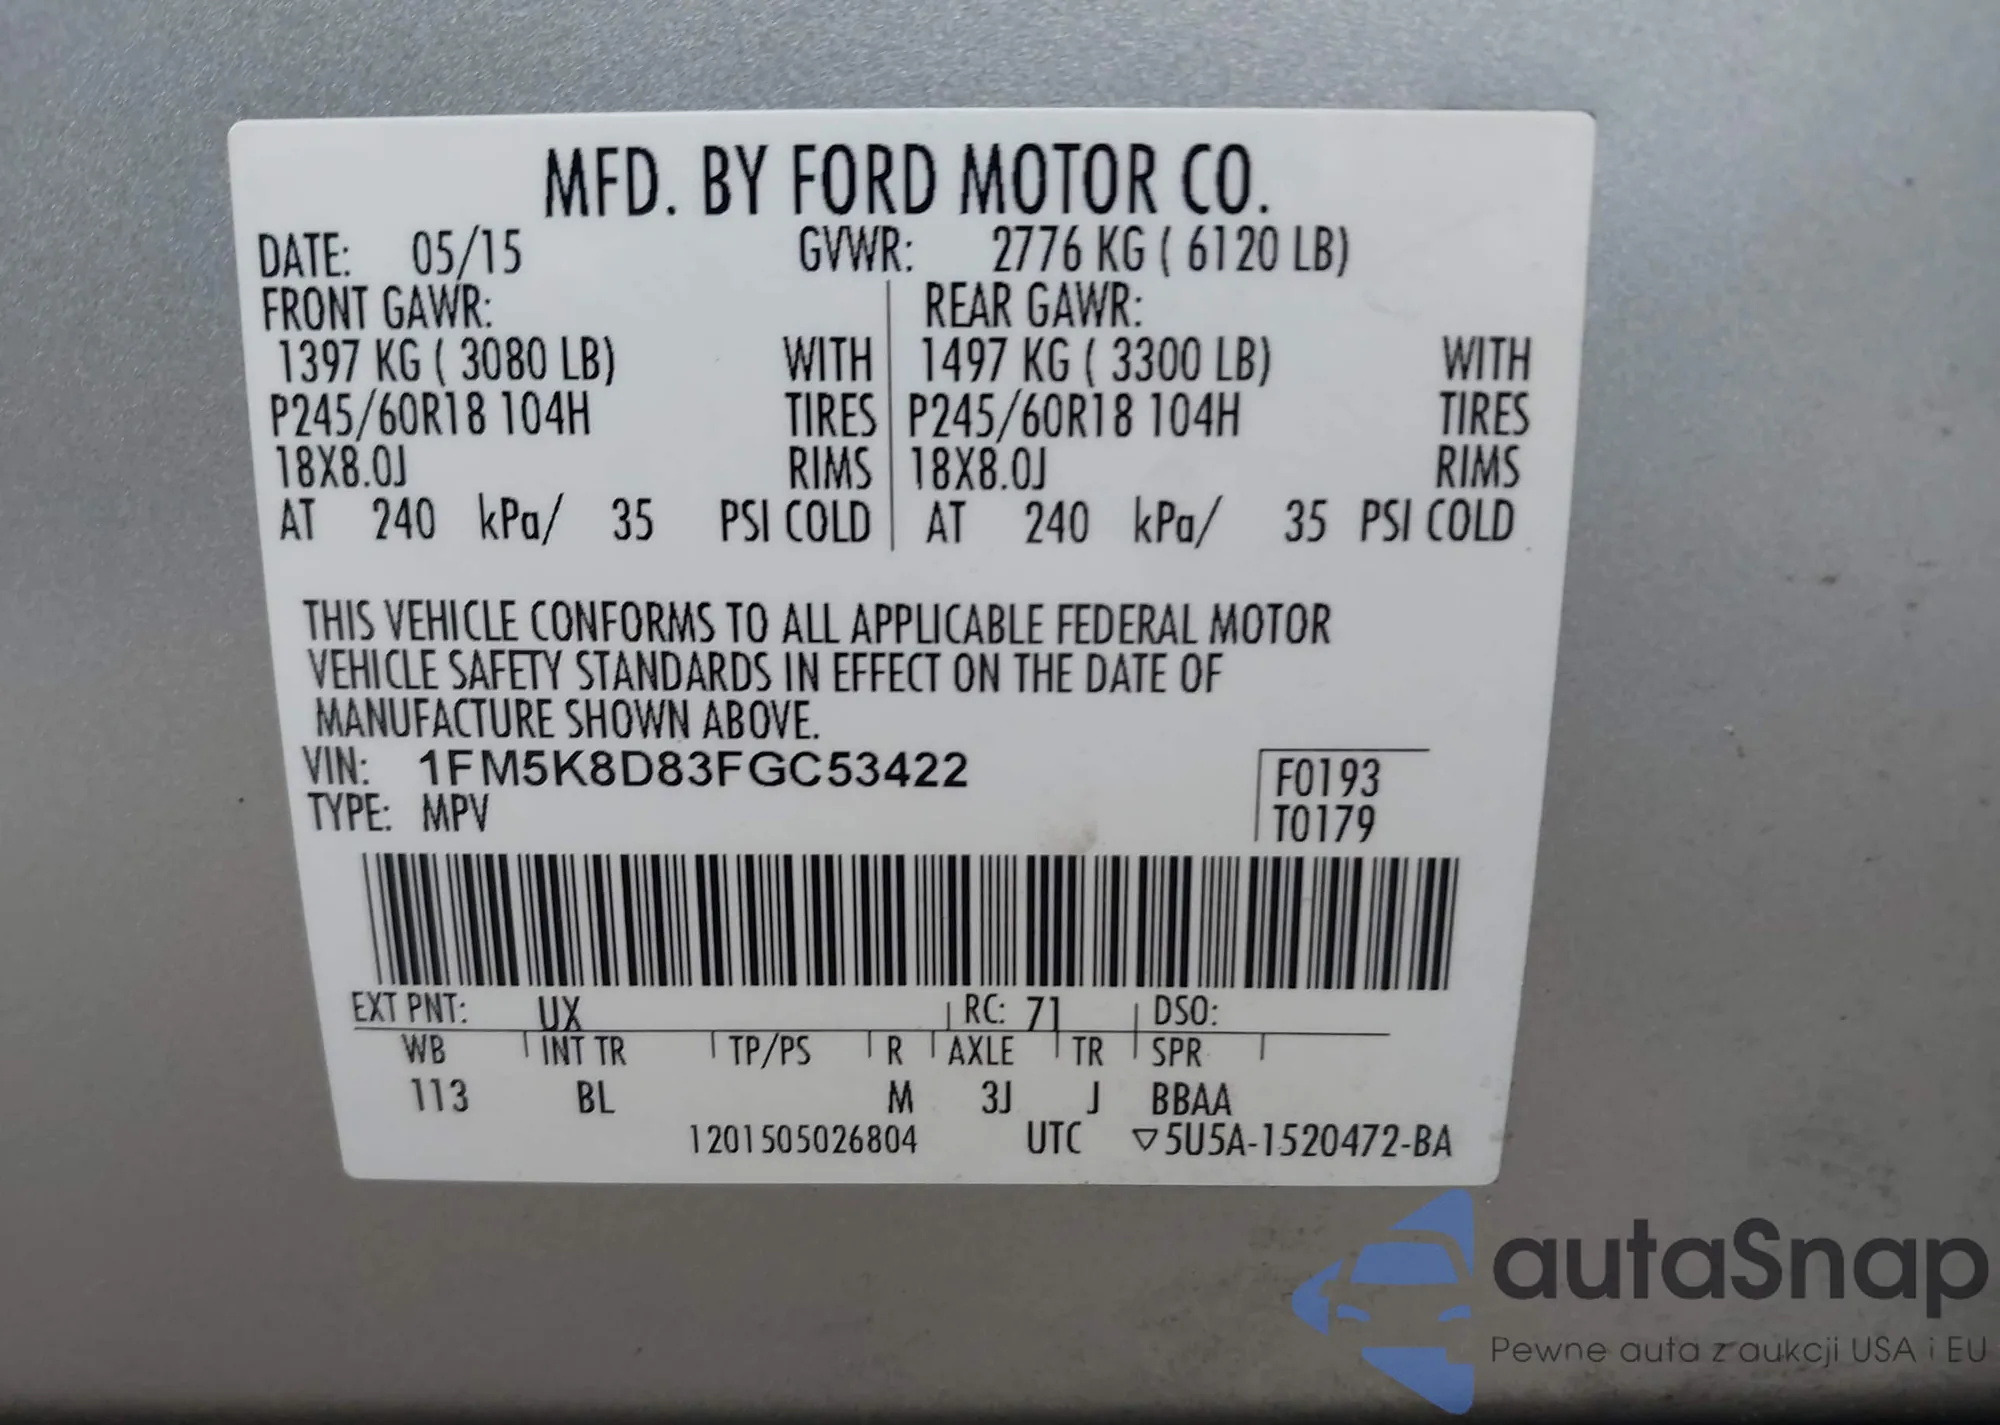 MFD. BY FORD MOTOR CO.
DATE: 05/15 GVWR: 2776 KG ( 6120 LB)
FRONT GAWR: REAR GAWR:
1397 KG ( 3080 LB) WITH 1497 KG ( 3300 LB) WITH
P245/60R18 104H TIRES P245/60R18 104H TIRES
18X8.0J RIMS 18X8.0J RIMS
AT 240 kPa/ 35 PSI COLD AT 240 kPa/ 35 PSI COLD
THIS VEHICLE CONFORMS TO ALL APPLICABLE FEDERAL MOTOR
VEHICLE SAFETY STANDARDS IN EFFECT ON THE DATE OF
MANUFACTURE SHOWN ABOVE.
VIN: 1FM5K8D83FGC53422 F0193
TYPE: MPV T0179
EXT PNT: UX RC: 71 DSO:
WB INT TR TP/PS R AXLE TR SPR
113 BL M 3J J BBAA
1201505026804 UTC ▽5U5A-1520472-BA
autaSnap
Pewne auta z aukcji USA i EU